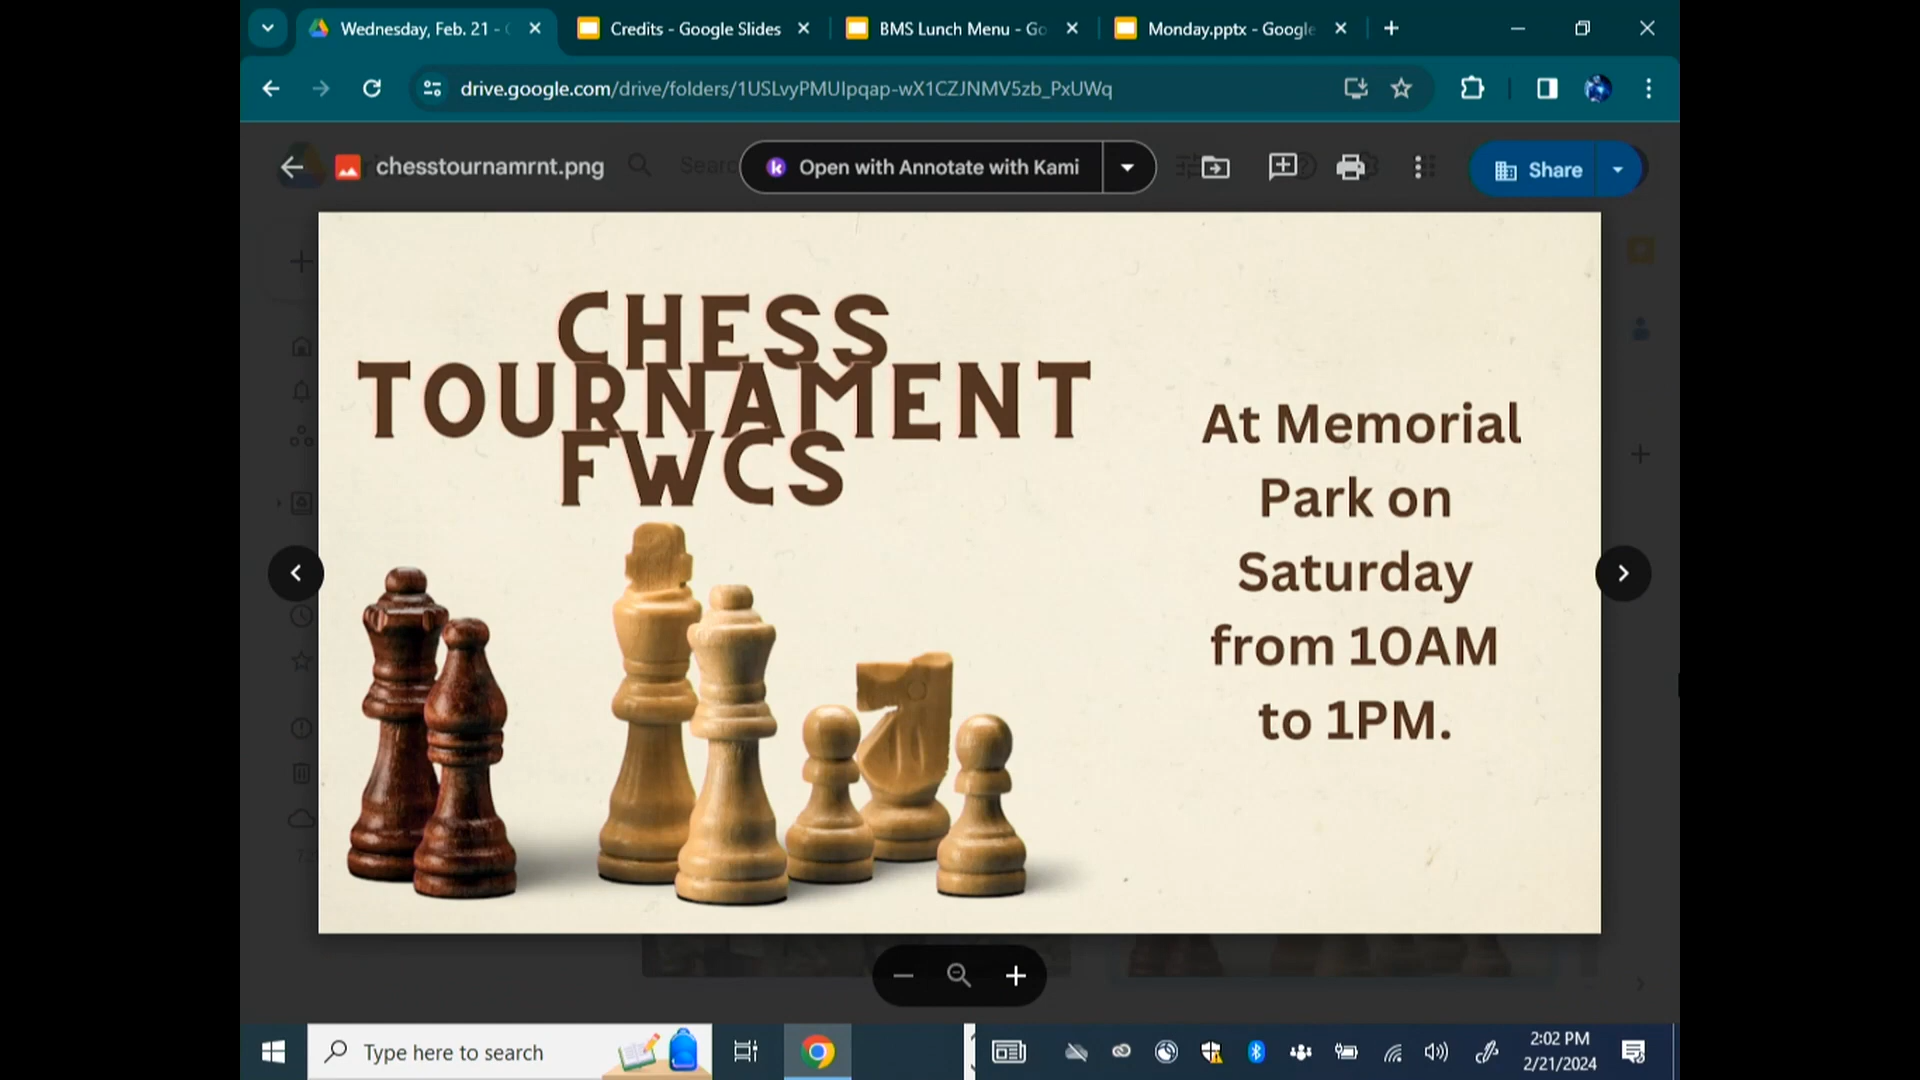 Wednesday, Feb. 21 -
Credits - Google Slides
BMS Lunch Menu - Go
Monday.pptx - Google
drive.google.com/drive/folders/1USLvyPMUIpqap-wX1CZJNMV5zb_PxUWq
chesstournamrnt.png
Open with Annotate with Kami
Share
CHESS
TOURNAMENT
FWCS
At Memorial
Park on
Saturday
from 10AM
to 1PM.
Type here to search
2:02 PM
2/21/2024